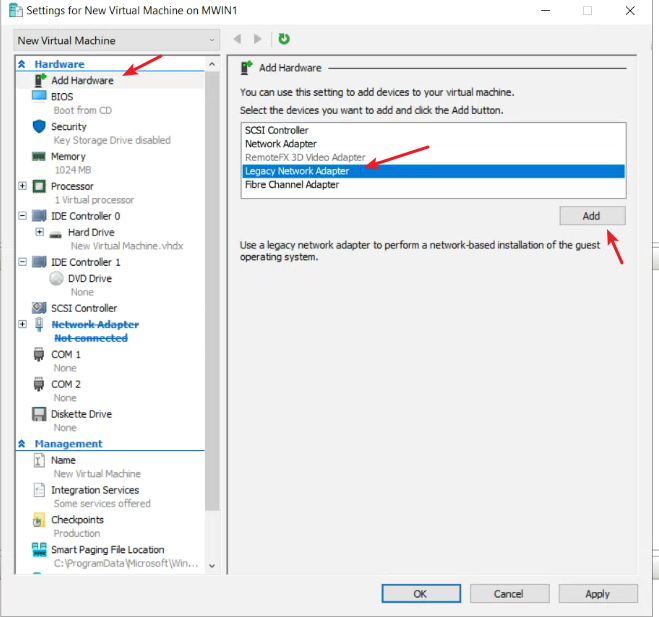 Settings for New Virtual Machine on MWIN1
New Virtual Machine
Hardware
Add Hardware
BIOS
Boot from CD
Security
Key Storage Drive disabled
Memory
1024 MB
Processor
1 Virtual processor
IDE Controller 0
Hard Drive
New Virtual Machine.vhdx
IDE Controller 1
DVD Drive
None
SCSI Controller
Network Adapter
Not connected
COM 1
None
COM 2
None
Diskette Drive
None
Management
Name
New Virtual Machine
Integration Services
Some services offered
Checkpoints
Production
Smart Paging File Location
C:\ProgramData\Microsoft\Win...
Add Hardware
You can use this setting to add devices to your virtual machine.
Select the devices you want to add and click the Add button.
SCSI Controller
Network Adapter
RemoteFX 3D Video Adapter
Legacy Network Adapter
Fibre Channel Adapter
Add
Use a legacy network adapter to perform a network-based installation of the guest
operating system.
OK
Cancel
Apply